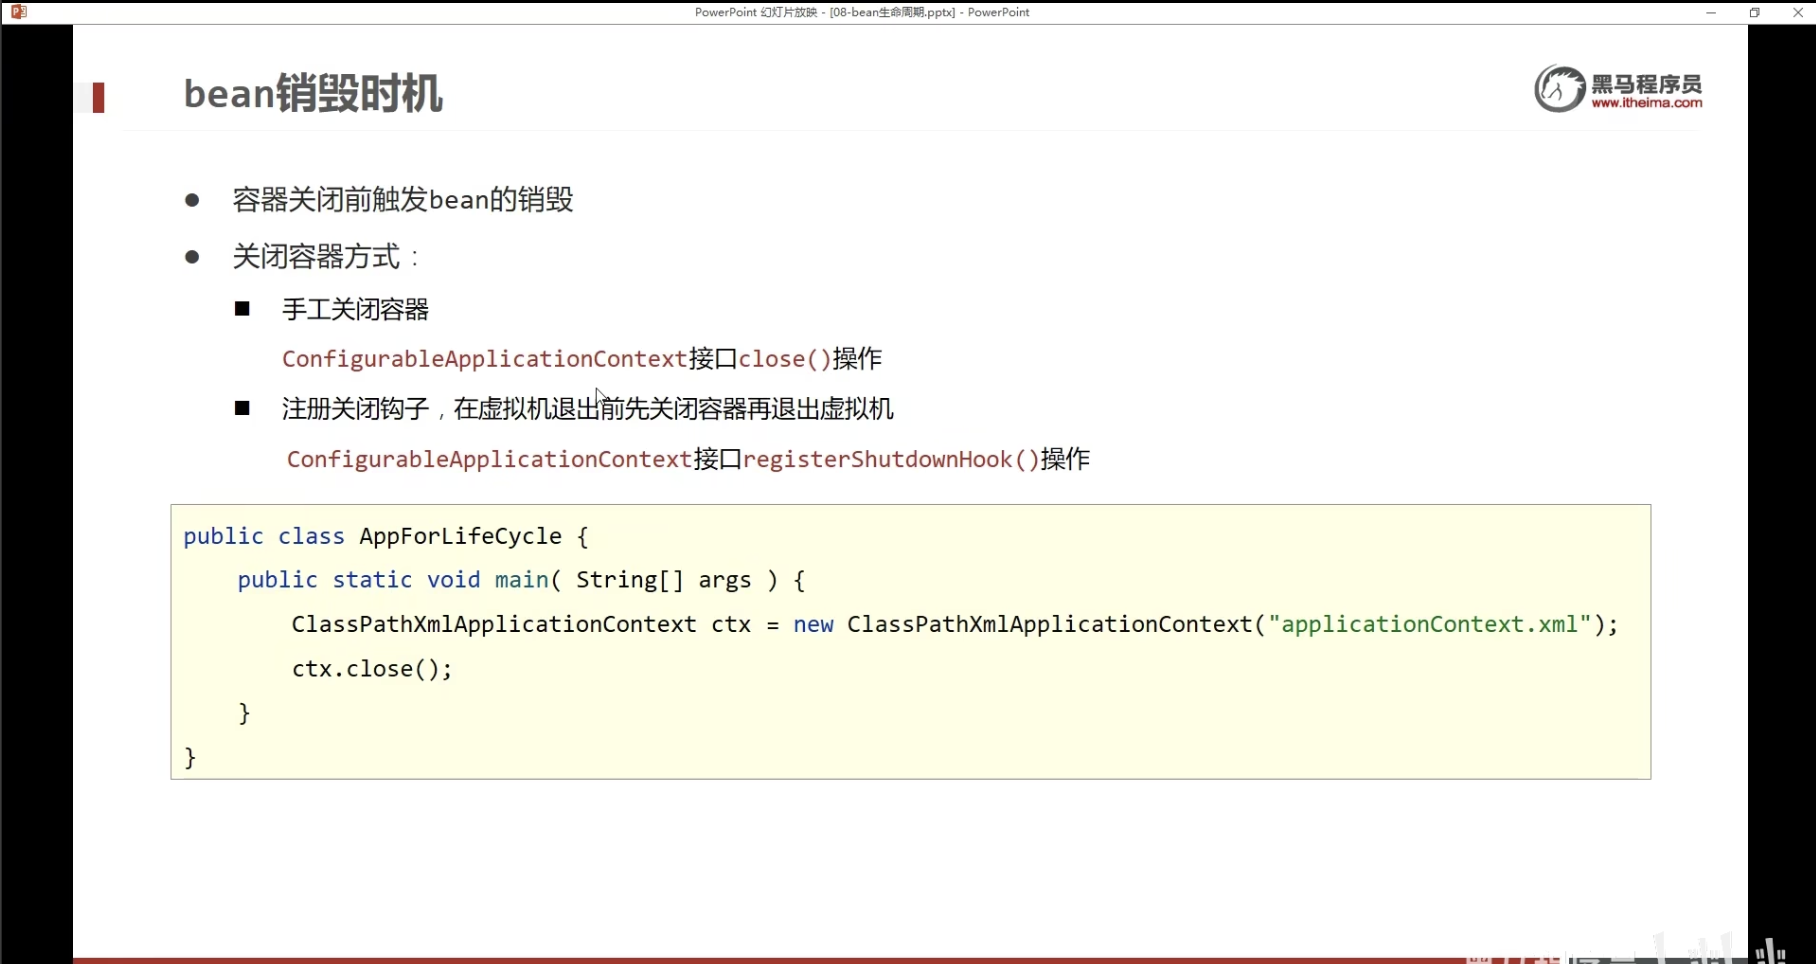 PowerPoint 幻灯片放映 - [08-bean生命周期.pptx] - PowerPoint
bean销毁时机
黑马程序员
www.itheima.com
● 容器关闭前触发bean的销毁
● 关闭容器方式：
■ 手工关闭容器
ConfigurableApplicationContext接口close()操作
■ 注册关闭钩子，在虚拟机退出前先关闭容器再退出虚拟机
ConfigurableApplicationContext接口registerShutdownHook()操作
public class AppForLifeCycle {
    public static void main( String[] args ) {
        ClassPathXmlApplicationContext ctx = new ClassPathXmlApplicationContext("applicationContext.xml");
        ctx.close();
    }
}